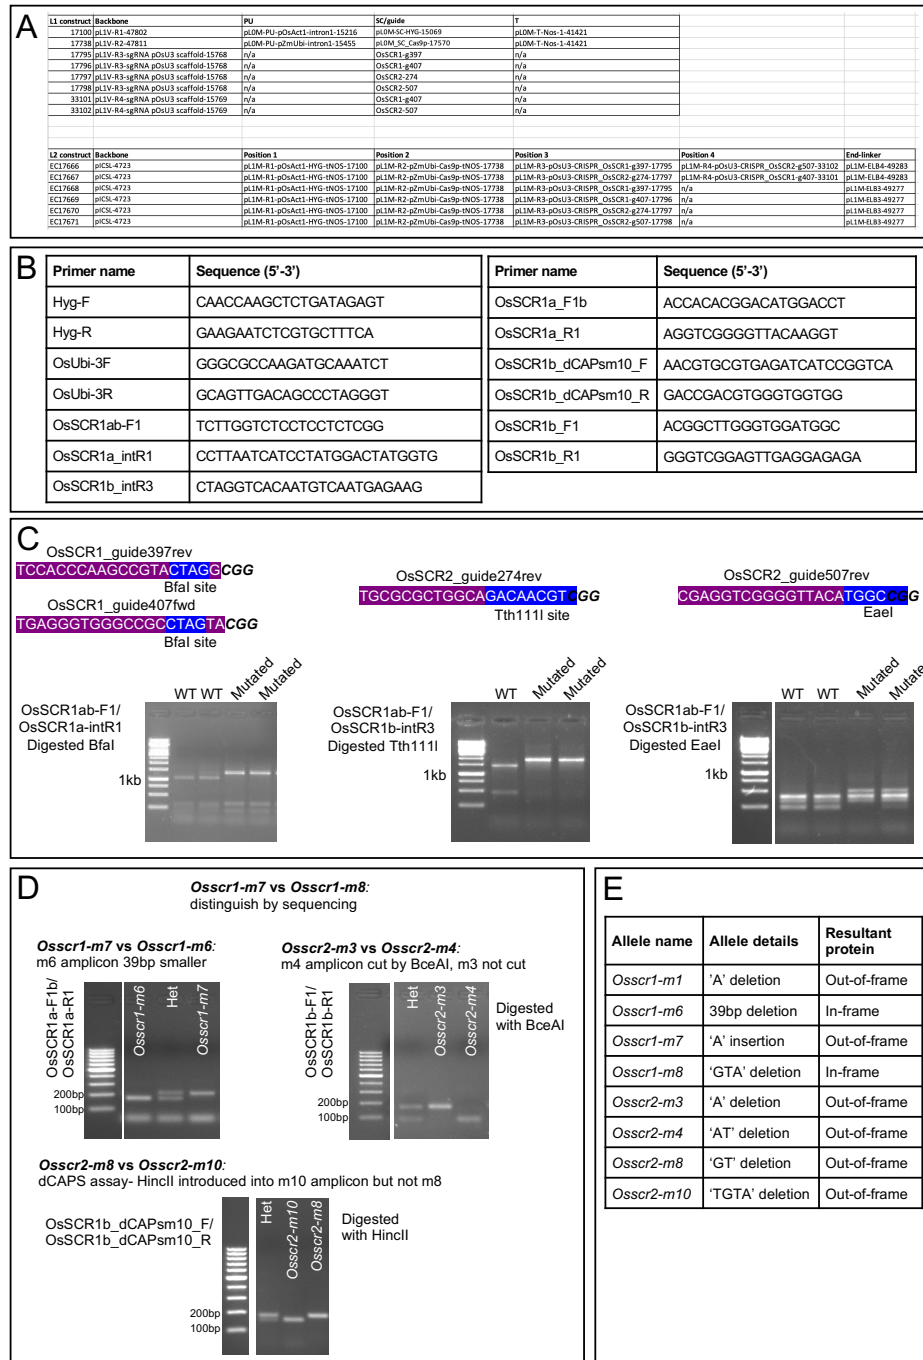 A
L1 construct Backbone PU SC/guide T
17100 pL1V-R1-47802 pL0M-PU-pOsAct1-intron1-15216 pL0M-SC-HYG-15069 pL0M-T-Nos-1-41421
17738 pL1V-R2-47811 pL0M-PU-pZmUbi-intron1-15455 pL0M_SC_Cas9p-17570 pL0M-T-Nos-1-41421
17795 pL1V-R3-sgRNA pOsU3 scaffold-15768 n/a OsSCR1-g397 n/a
17796 pL1V-R3-sgRNA pOsU3 scaffold-15768 n/a OsSCR1-g407 n/a
17797 pL1V-R3-sgRNA pOsU3 scaffold-15768 n/a OsSCR2-274 n/a
17798 pL1V-R3-sgRNA pOsU3 scaffold-15768 n/a OsSCR2-507 n/a
33101 pL1V-R4-sgRNA pOsU3 scaffold-15769 n/a OsSCR1-g407 n/a
33102 pL1V-R4-sgRNA pOsU3 scaffold-15769 n/a OsSCR2-507 n/a
L2 construct Backbone Position 1 Position 2 Position 3 Position 4 End-linker
EC17666 pICSL-4723 pL1M-R1-pOsAct1-HYG-tNOS-17100 pL1M-R2-pZmUbi-Cas9p-tNOS-17738 pL1M-R3-pOsU3-CRISPR_OsSCR1-g397-17795 pL1M-R4-pOsU3-CRISPR_OsSCR2-g507-33102 pL1M-ELB4-49283
EC17667 pICSL-4723 pL1M-R1-pOsAct1-HYG-tNOS-17100 pL1M-R2-pZmUbi-Cas9p-tNOS-17738 pL1M-R3-pOsU3-CRISPR_OsSCR2-g274-17797 pL1M-R4-pOsU3-CRISPR_OsSCR1-g407-33101 pL1M-ELB4-49283
EC17668 pICSL-4723 pL1M-R1-pOsAct1-HYG-tNOS-17100 pL1M-R2-pZmUbi-Cas9p-tNOS-17738 pL1M-R3-pOsU3-CRISPR_OsSCR1-g397-17795 n/a pL1M-ELB3-49277
EC17669 pICSL-4723 pL1M-R1-pOsAct1-HYG-tNOS-17100 pL1M-R2-pZmUbi-Cas9p-tNOS-17738 pL1M-R3-pOsU3-CRISPR_OsSCR1-g407-17796 n/a pL1M-ELB3-49277
EC17670 pICSL-4723 pL1M-R1-pOsAct1-HYG-tNOS-17100 pL1M-R2-pZmUbi-Cas9p-tNOS-17738 pL1M-R3-pOsU3-CRISPR_OsSCR2-g274-17797 n/a pL1M-ELB3-49277
EC17671 pICSL-4723 pL1M-R1-pOsAct1-HYG-tNOS-17100 pL1M-R2-pZmUbi-Cas9p-tNOS-17738 pL1M-R3-pOsU3-CRISPR_OsSCR2-g507-17798 n/a pL1M-ELB3-49277
B
Primer name Sequence (5'-3')
Hyg-F CAACCAAGCTCTGATAGAGT
Hyg-R GAAGAATCTCGTGCTTTCA
OsUbi-3F GGGCGCCAAGATGCAAATCT
OsUbi-3R GCAGTTGACAGCCCTAGGGT
OsSCR1ab-F1 TCTTGGTCTCCTCCTCTCGG
OsSCR1a_intR1 CCTTAATCATCCTATGGACTATGGTG
OsSCR1b_intR3 CTAGGTCACAATGTCAATGAGAAG
Primer name Sequence (5'-3')
OsSCR1a_F1b ACCACACGGACATGGACCT
OsSCR1a_R1 AGGTCGGGGTTACAAGGT
OsSCR1b_dCAPsm10_F AACGTGCGTGAGATCATCCGGTCA
OsSCR1b_dCAPsm10_R GACCGACGTGGGTGGTGG
OsSCR1b_F1 ACGGCTTGGGTGGATGGC
OsSCR1b_R1 GGGTCGGAGTTGAGGAGAGA
C
OsSCR1_guide397rev
TCCACCCAAGCCGTACTAGGCGG
BfaI site
OsSCR1_guide407fwd
TGAGGGTGGGCCGCCTAGTACGG
BfaI site
OsSCR2_guide274rev
TGCGCGCTGGCAGACAACGTCGG
Tth111I site
OsSCR2_guide507rev
CGAGGTCGGGGTTACATGGCCGG
EaeI
WT WT Mutated Mutated
OsSCR1ab-F1/
OsSCR1a-intR1
Digested BfaI
1kb
WT Mutated Mutated
OsSCR1ab-F1/
OsSCR1b-intR3
Digested Tth111I
1kb
WT WT Mutated Mutated
OsSCR1ab-F1/
OsSCR1b-intR3
Digested EaeI
1kb
D
Osscr1-m7 vs Osscr1-m8:
distinguish by sequencing
Osscr1-m7 vs Osscr1-m6:
m6 amplicon 39bp smaller
OsSCR1a-F1b/
OsSCR1a-R1
Osscr1-m6 Het Osscr1-m7
200bp
100bp
Osscr2-m3 vs Osscr2-m4:
m4 amplicon cut by BceAI, m3 not cut
OsSCR1b-F1/
OsSCR1b-R1
Het Osscr2-m3 Osscr2-m4
Digested
with BceAI
200bp
100bp
Osscr2-m8 vs Osscr2-m10:
dCAPS assay- HincII introduced into m10 amplicon but not m8
OsSCR1b_dCAPsm10_F/
OsSCR1b_dCAPsm10_R
Het Osscr2-m10 Osscr2-m8
Digested
with HincII
200bp
100bp
E
Allele name Allele details Resultant protein
Osscr1-m1 'A' deletion Out-of-frame
Osscr1-m6 39bp deletion In-frame
Osscr1-m7 'A' insertion Out-of-frame
Osscr1-m8 'GTA' deletion In-frame
Osscr2-m3 'A' deletion Out-of-frame
Osscr2-m4 'AT' deletion Out-of-frame
Osscr2-m8 'GT' deletion Out-of-frame
Osscr2-m10 'TGTA' deletion Out-of-frame